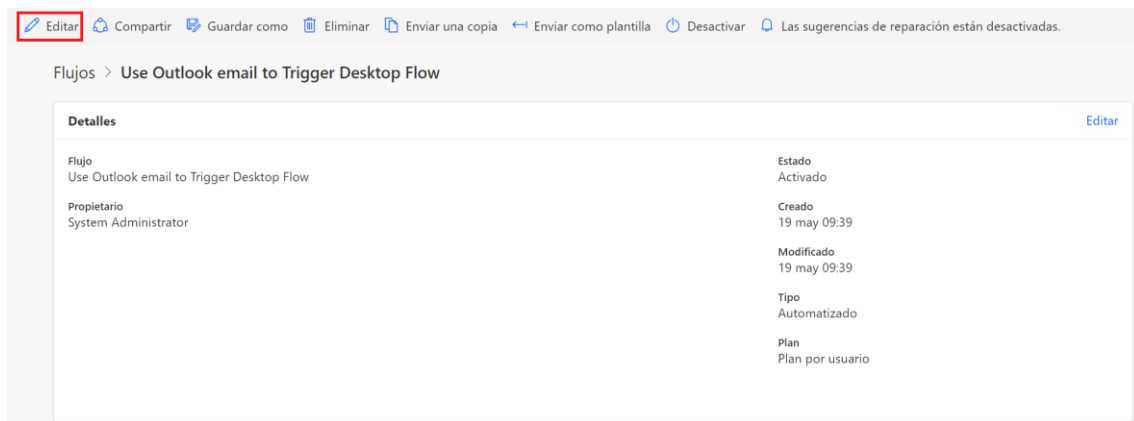 Editar Compartir Guardar como Eliminar Enviar una copia Enviar como plantilla Desactivar Las sugerencias de reparación están desactivadas.
Flujos > Use Outlook email to Trigger Desktop Flow
Detalles Editar
Flujo
Use Outlook email to Trigger Desktop Flow
Propietario
System Administrator
Estado
Activado
Creado
19 may 09:39
Modificado
19 may 09:39
Tipo
Automatizado
Plan
Plan por usuario